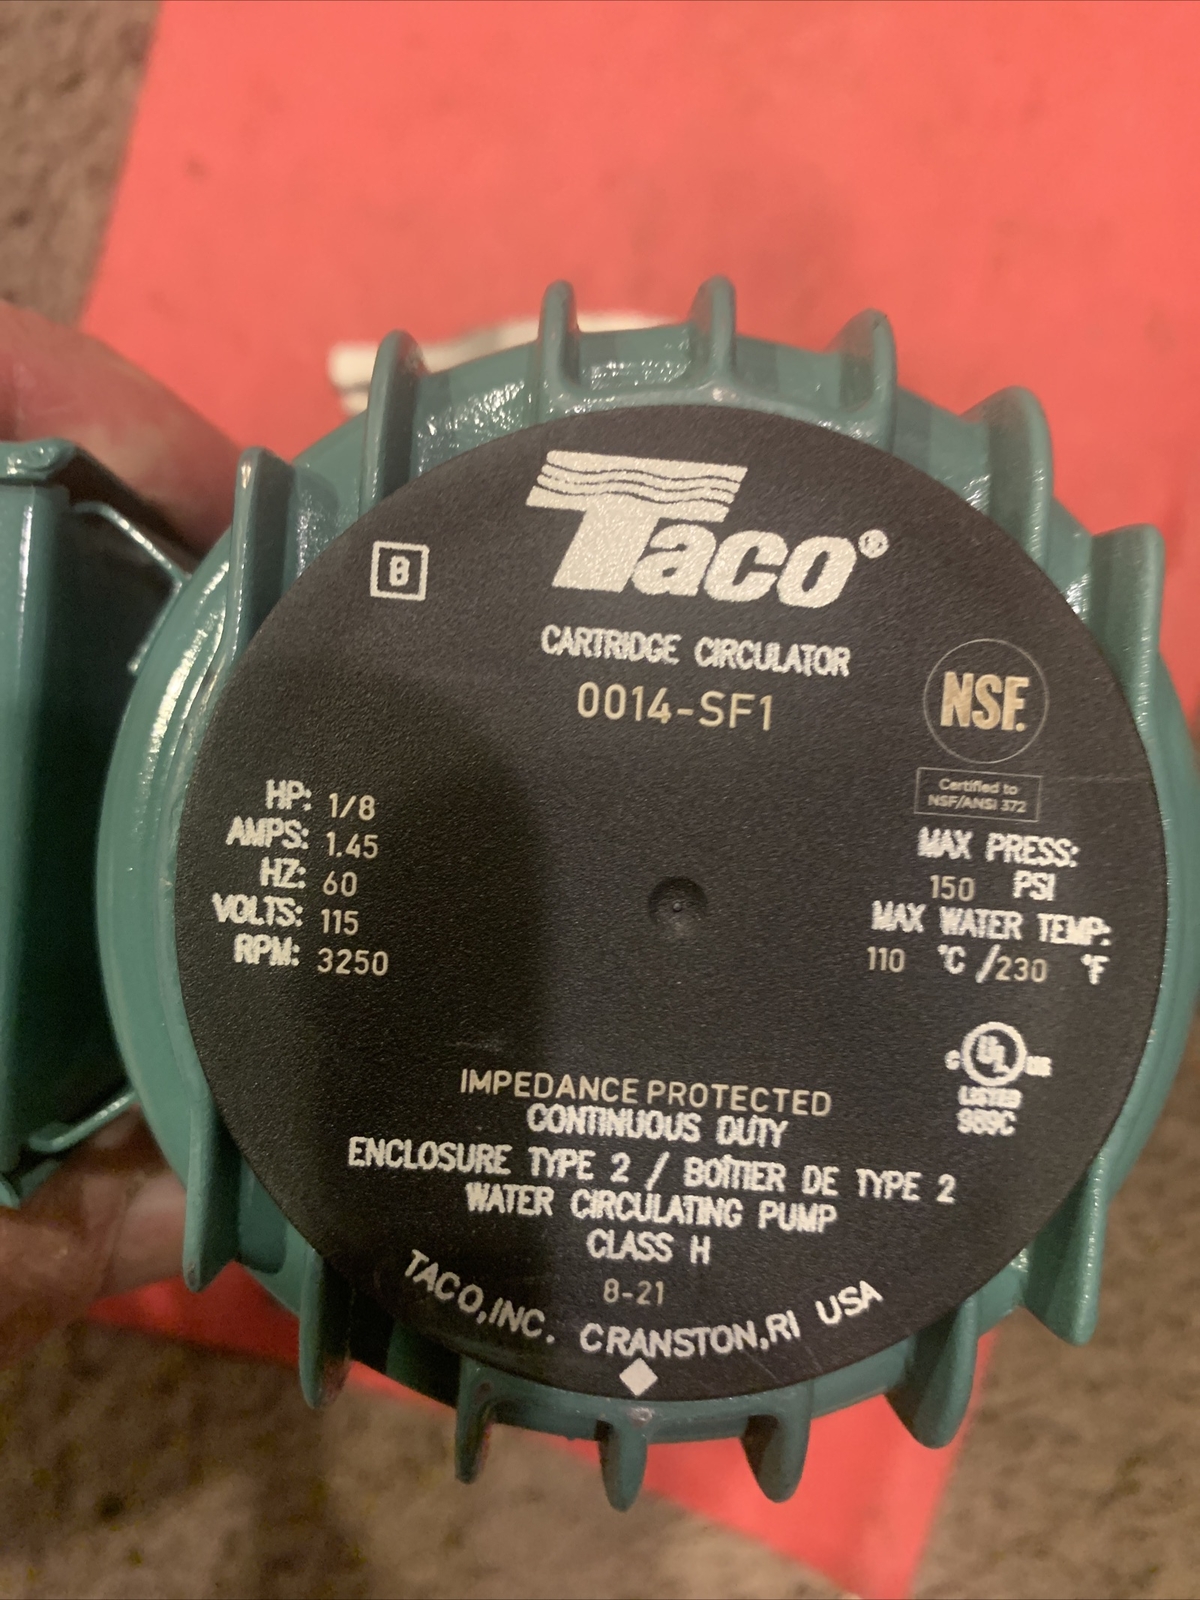 Taco®
B
CARTRIDGE CIRCULATOR
0014-SF1
NSF.
Certified to
NSF/ANSI 372
HP: 1/8
AMPS: 1.45
HZ: 60
VOLTS: 115
RPM: 3250
MAX PRESS:
150 PSI
MAX WATER TEMP:
110 °C /230 °F
C UL US
LISTED
989C
IMPEDANCE PROTECTED
CONTINUOUS DUTY
ENCLOSURE TYPE 2 / BOÎTIER DE TYPE 2
WATER CIRCULATING PUMP
CLASS H
8-21
TACO, INC. CRANSTON, RI USA